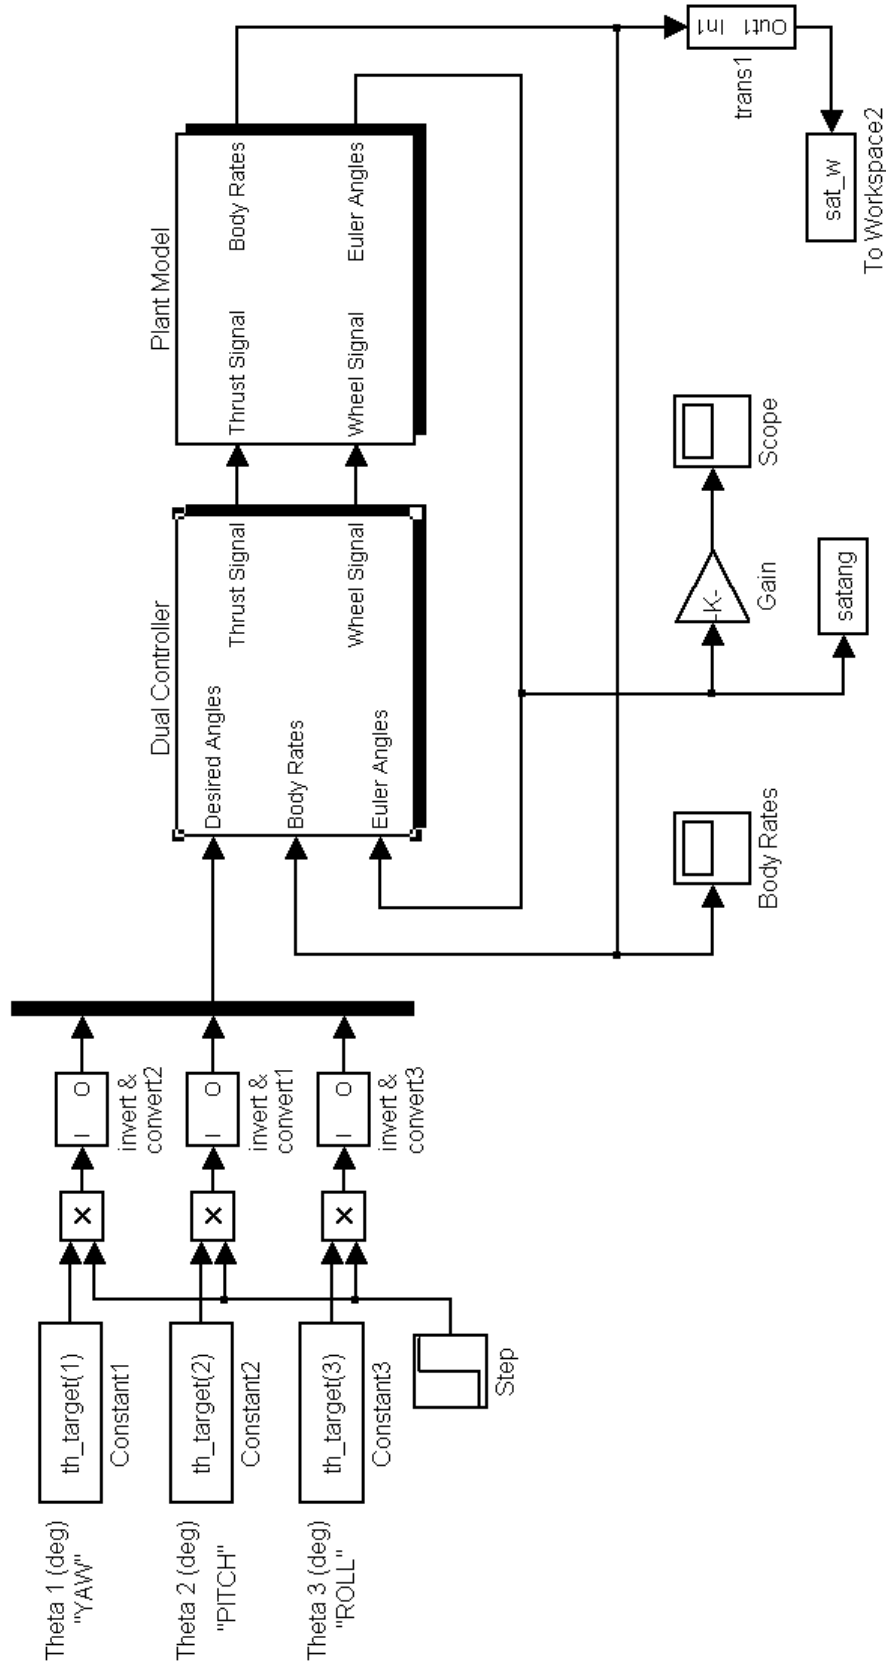 Theta 1 (deg)
"YAW"
th_target(1)
Constant1
×
I O
invert &
convert2
Theta 2 (deg)
"PITCH"
th_target(2)
Constant2
×
I O
invert &
convert1
Theta 3 (deg)
"ROLL"
th_target(3)
Constant3
×
I O
invert &
convert3
Step
Dual Controller
Desired Angles
Body Rates
Euler Angles
Thrust Signal
Wheel Signal
Plant Model
Thrust Signal
Wheel Signal
Body Rates
Euler Angles
Body Rates
-K-
Gain
Scope
satang
Out1 In1
trans1
sat_w
To Workspace2